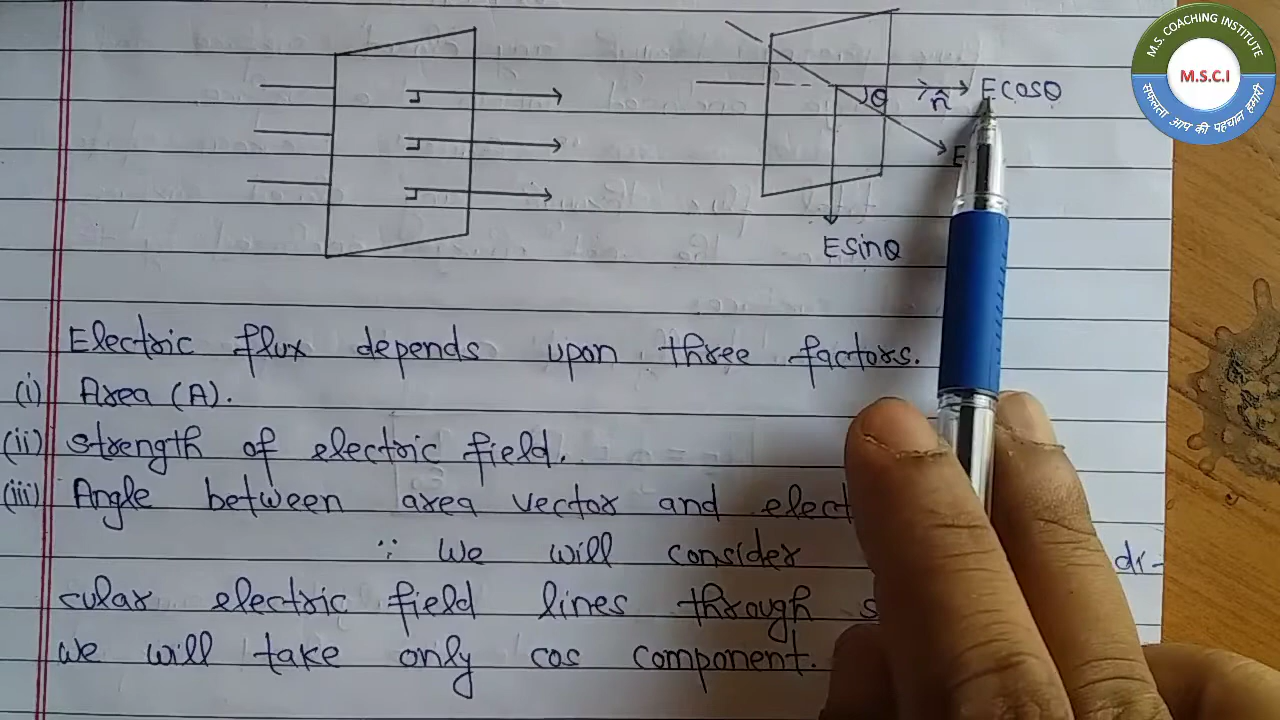 M.S. COACHING INSTITUTE
M.S.C.I
सफलता आप की पहचान हमारी
θ n̂ Ecosθ
E
Esinθ
Electric flux depends upon three factors.
(i) Area (A).
(ii) strength of electric field.
(iii) Angle between area vector and elect
∵ We will consider di-
cular electric field lines through s
we will take only cos component.